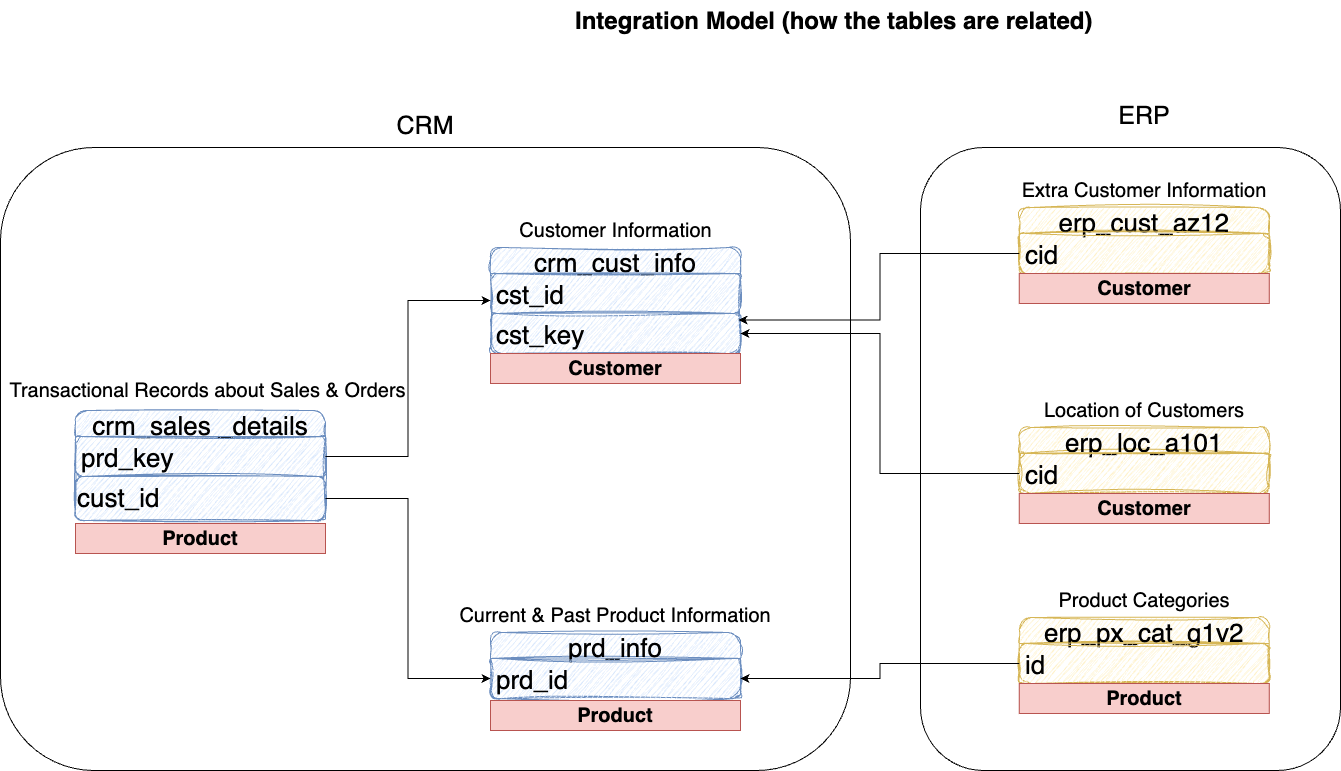 Integration Model (how the tables are related)
CRM
Customer Information
crm_cust_info
cst_id
cst_key
Customer
Transactional Records about Sales & Orders
crm_sales_details
prd_key
cust_id
Product
Current & Past Product Information
prd_info
prd_id
Product
ERP
Extra Customer Information
erp_cust_az12
cid
Customer
Location of Customers
erp_loc_a101
cid
Customer
Product Categories
erp_px_cat_g1v2
id
Product